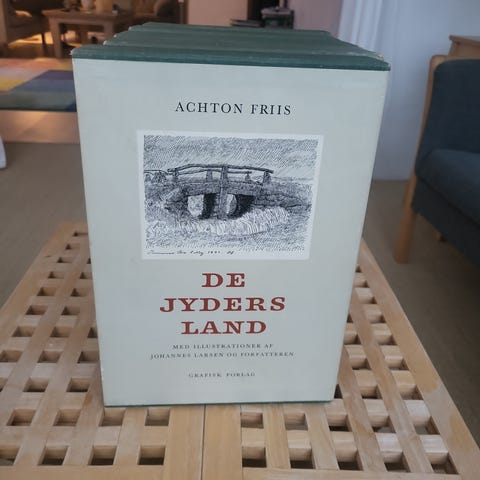 ACHTON FRIIS
DE
JYDERS
LAND
MED ILLUSTRATIONER AF
JOHANNES LARSEN OG FORFATTEREN
GRAFISK FORLAG